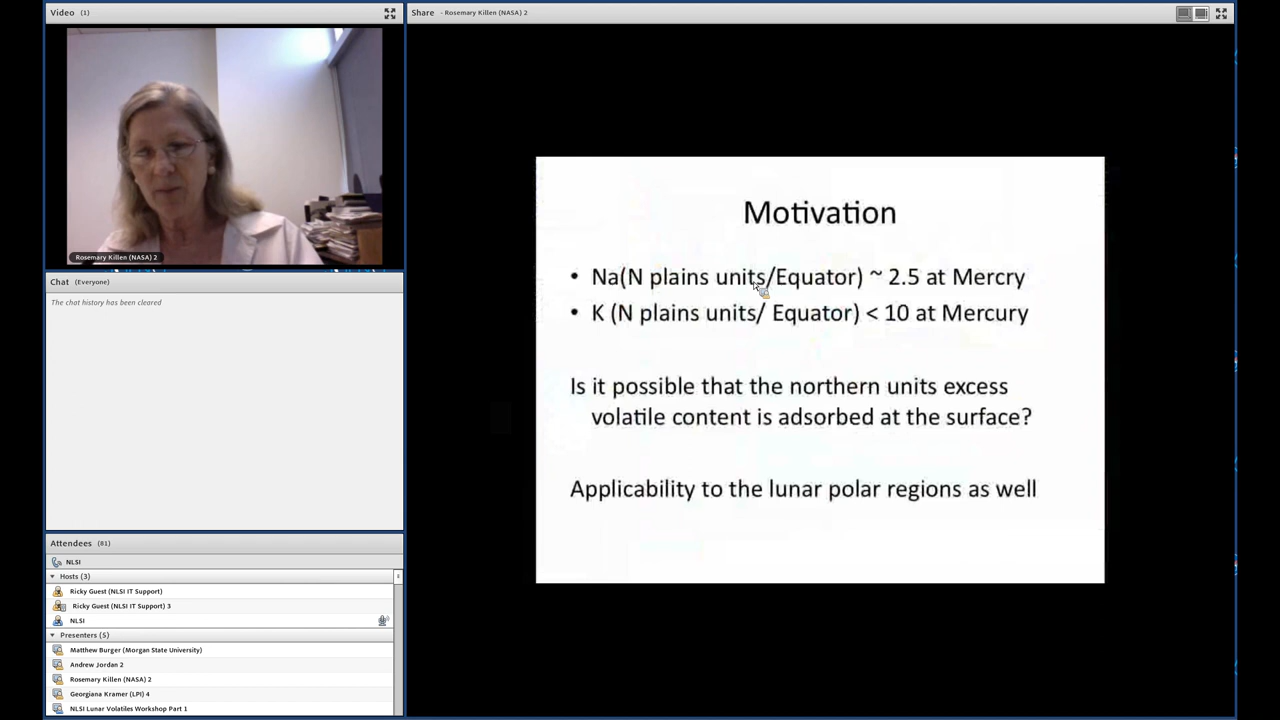 Video (1)
Rosemary Killen (NASA) 2
Chat (Everyone)
The chat history has been cleared
Attendees (81)
NLSI
Hosts (3)
Ricky Guest (NLSI IT Support)
Ricky Guest (NLSI IT Support) 3
NLSI
Presenters (5)
Matthew Burger (Morgan State University)
Andrew Jordan 2
Rosemary Killen (NASA) 2
Georgiana Kramer (LPI) 4
NLSI Lunar Volatiles Workshop Part 1
Share - Rosemary Killen (NASA) 2
Motivation
• Na(N plains units/Equator) ~ 2.5 at Mercry
• K (N plains units/ Equator) < 10 at Mercury
Is it possible that the northern units excess
volatile content is adsorbed at the surface?
Applicability to the lunar polar regions as well